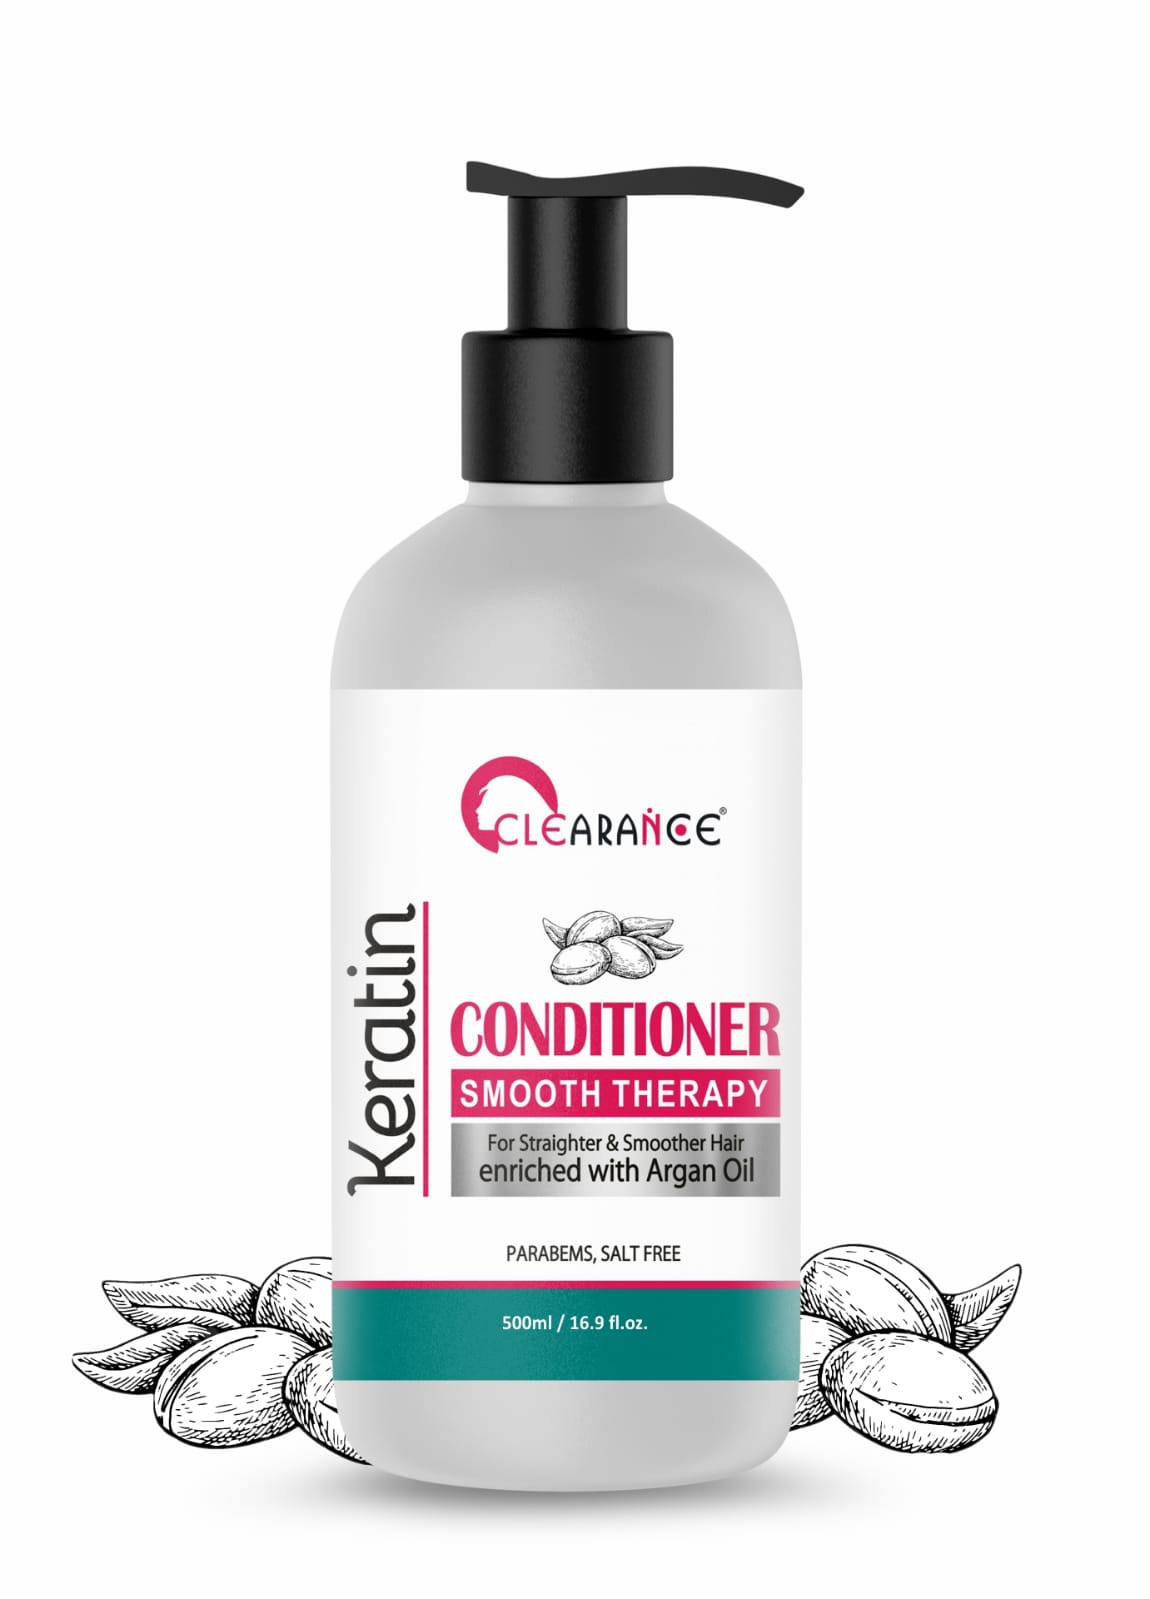 CLEARANCE®
Keratin
CONDITIONER
SMOOTH THERAPY
For Straighter & Smoother Hair
enriched with Argan Oil
PARABEMS, SALT FREE
500ml / 16.9 fl.oz.